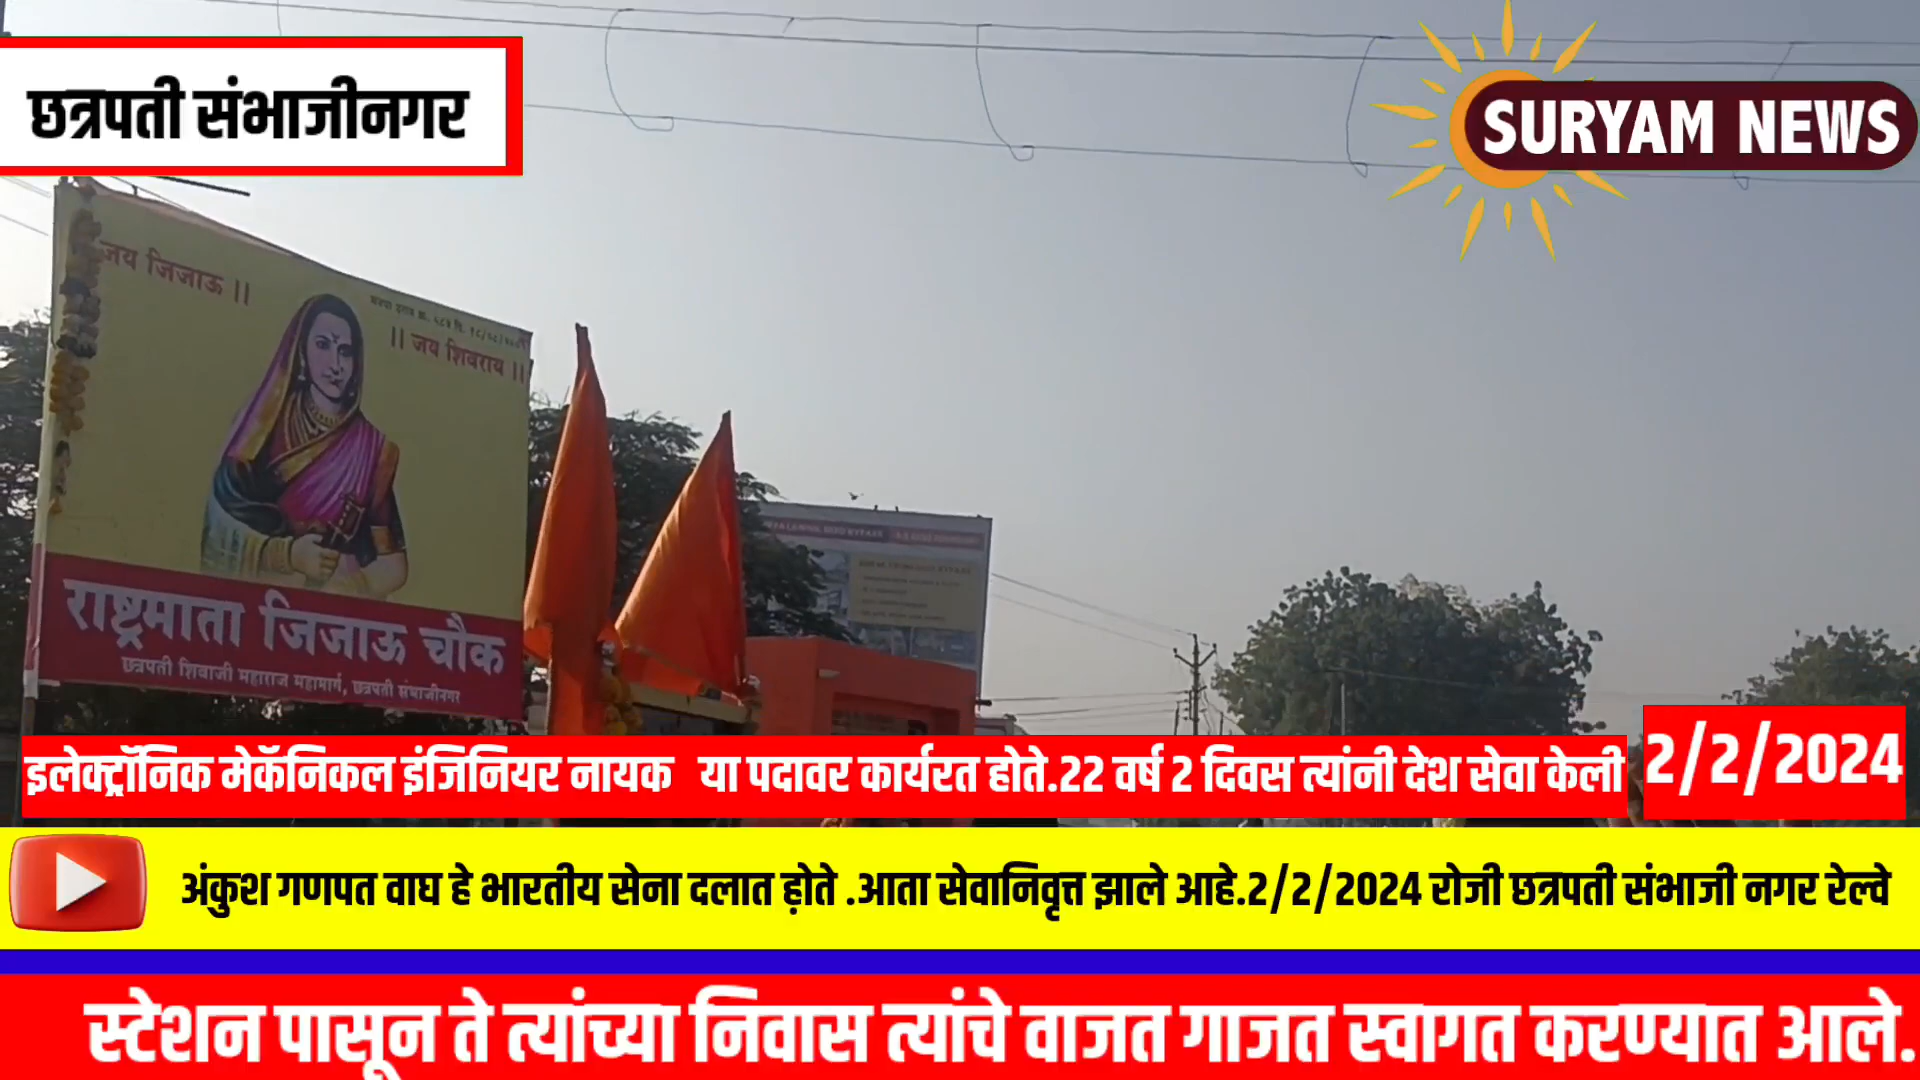 छत्रपती संभाजीनगर
SURYAM NEWS
जय जिजाऊ ||
|| जय शिवराय ||
राष्ट्रमाता जिजाऊ चौक
छत्रपती शिवाजी महाराज महामार्ग, छत्रपती संभाजीनगर
इलेक्ट्रॉनिक मेकॅनिकल इंजिनियर नायक या पदावर कार्यरत होते.22 वर्ष 2 दिवस त्यांनी देश सेवा केली
2/2/2024
अंकुश गणपत वाघ हे भारतीय सेना दलात ह़ोते .आता सेवानिवृत्त झाले आहे.2/2/2024 रोजी छत्रपती संभाजी नगर रेल्वे
स्टेशन पासून ते त्यांच्या निवास त्यांचे वाजत गाजत स्वागत करण्यात आले.